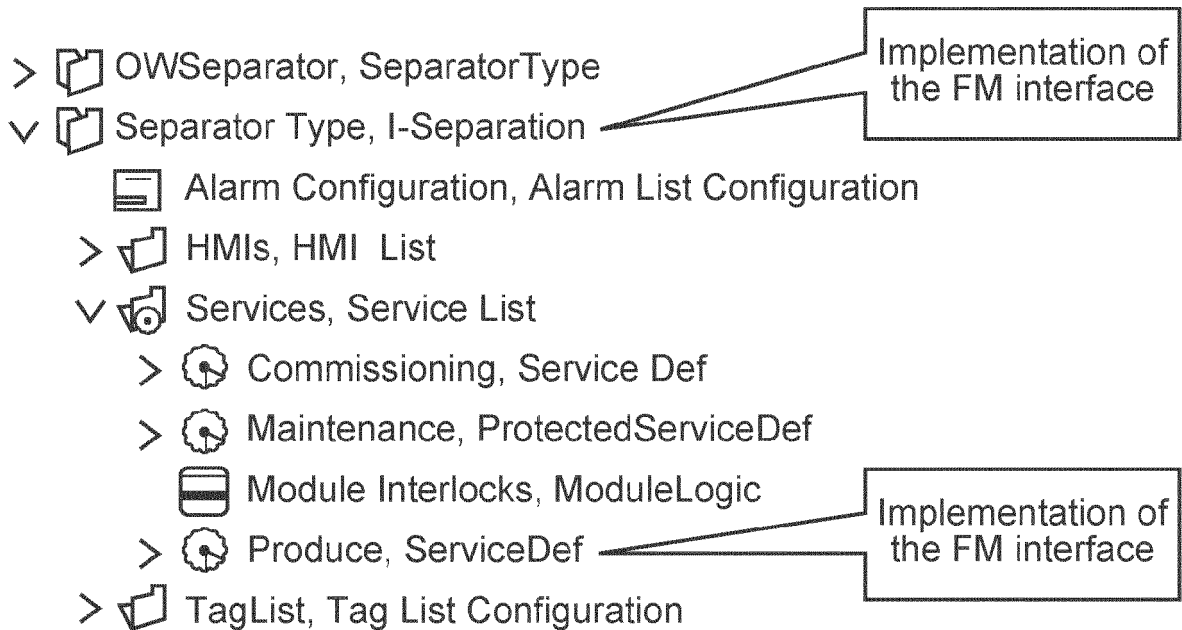 OWSeparator, SeparatorType
Implementation of
the FM interface
Separator Type, I-Separation
Alarm Configuration, Alarm List Configuration
HMIs, HMI List
Services, Service List
Commissioning, Service Def
Maintenance, ProtectedServiceDef
Module Interlocks, ModuleLogic
Implementation of
the FM interface
Produce, ServiceDef
TagList, Tag List Configuration